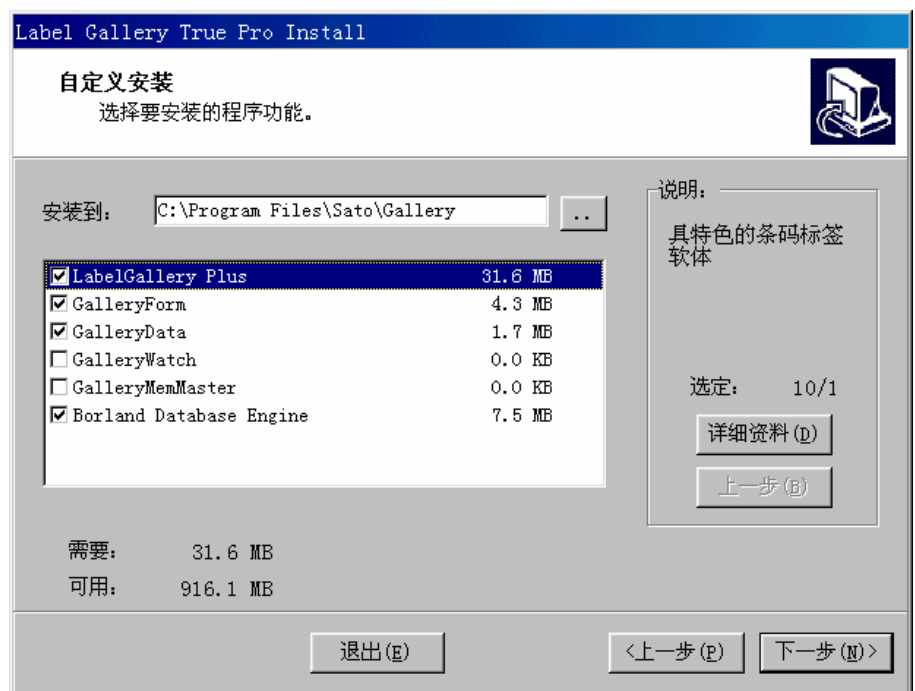 Label Gallery True Pro Install
自定义安装
选择要安装的程序功能。
安装到:
C:\Program Files\Sato\Gallery
..
LabelGallery Plus 31.6 MB
GalleryForm 4.3 MB
GalleryData 1.7 MB
GalleryWatch 0.0 KB
GalleryMemMaster 0.0 KB
Borland Database Engine 7.5 MB
说明:
具特色的条码标签
软体
选定: 10/1
详细资料(D)
上一步(B)
需要: 31.6 MB
可用: 916.1 MB
退出(E)
<上一步(P)
下一步(N)>